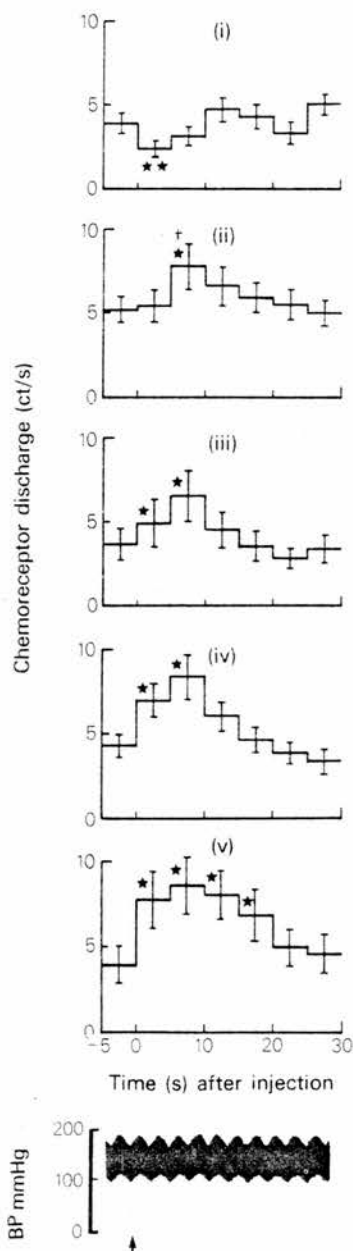 (i)
5
0
★ ★
†
(ii)
10
★
5
0
(iii)
10
★ ★
5
0
Chemoreceptor discharge (ct/s)
(iv)
10
★ ★
5
0
(v)
10
★ ★ ★ ★
5
0
-5 0 10 20 30
Time (s) after injection
200
100
0
BP mmHg